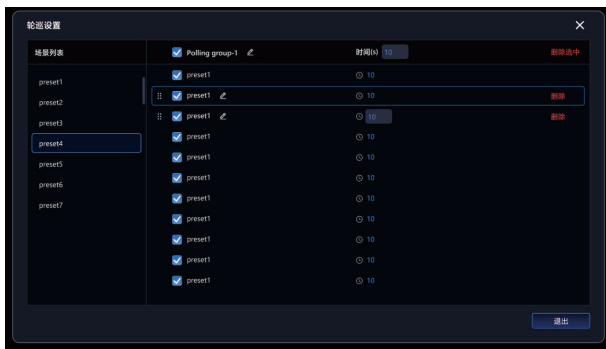 轮巡设置
场景列表
Polling group-1 时间(s) 10 删除选中
preset1
preset2
preset3
preset4
preset5
preset6
preset7
preset1 10
preset1 10 删除
preset1 10 删除
preset1 10
preset1 10
preset1 10
preset1 10
preset1 10
preset1 10
preset1 10
preset1 10
退出